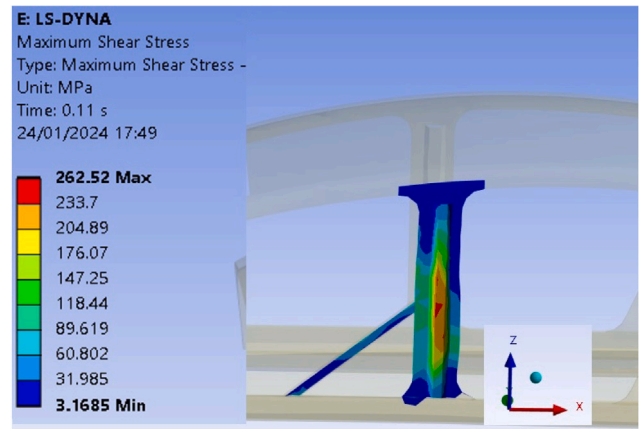 E: LS-DYNA
Maximum Shear Stress
Type: Maximum Shear Stress -
Unit: MPa
Time: 0.11 s
24/01/2024 17:49
262.52 Max
233.7
204.89
176.07
147.25
118.44
89.619
60.802
31.985
3.1685 Min
Z
X